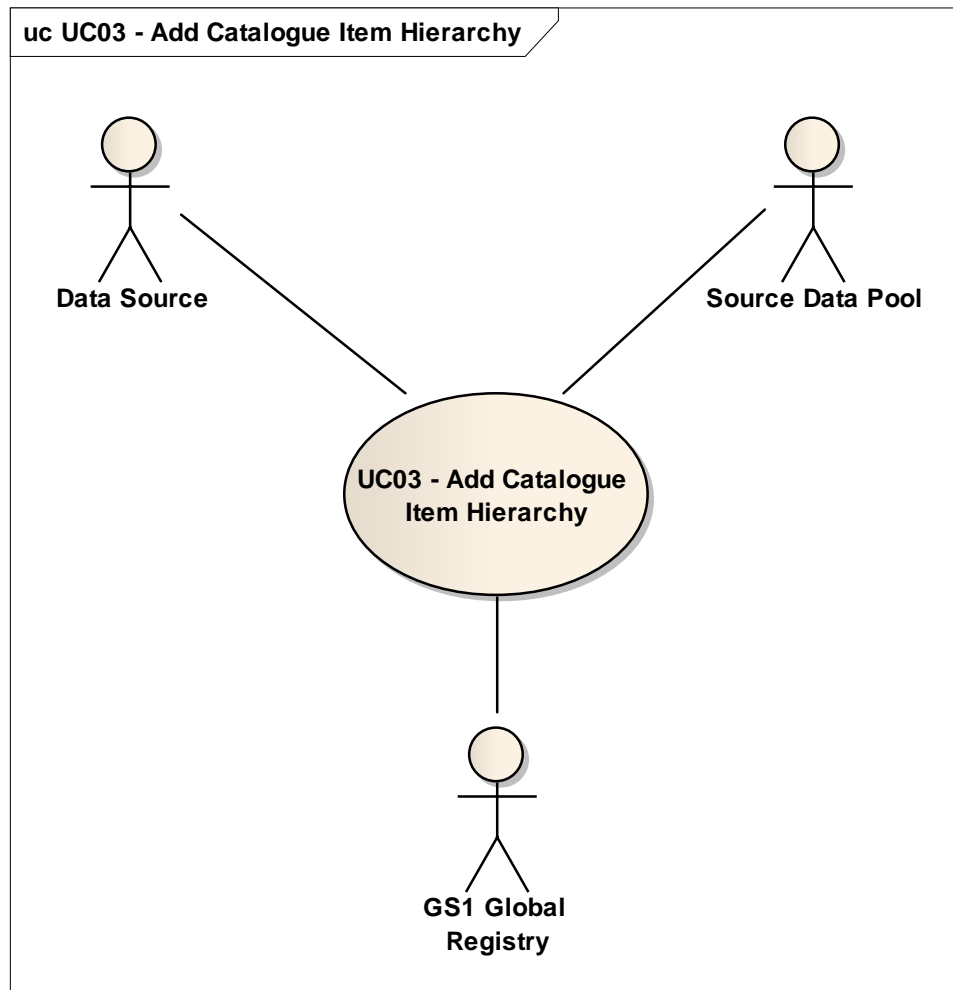 uc UC03 - Add Catalogue Item Hierarchy
Data Source
Source Data Pool
UC03 - Add Catalogue
Item Hierarchy
GS1 Global
Registry